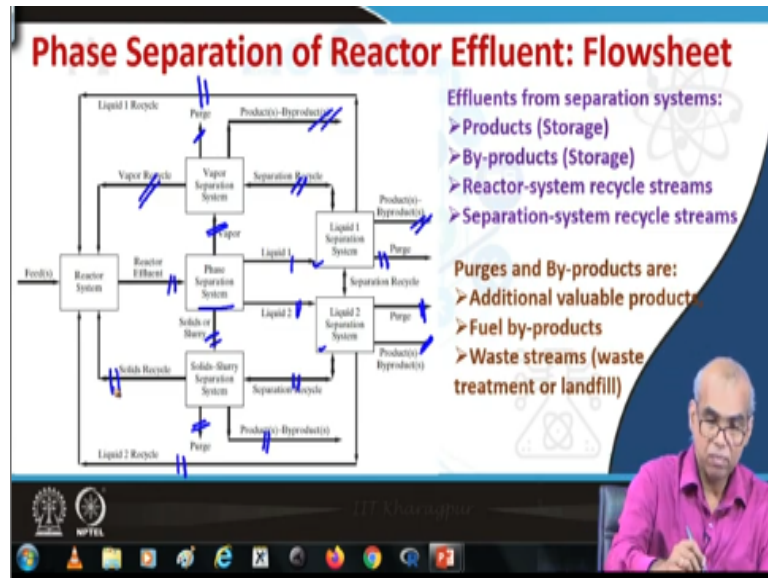 Phase Separation of Reactor Effluent: Flowsheet
Liquid 1 Recycle
Purge
Product(s)–Byproduct(s)
Vapor Recycle
Vapor
Separation
System
Separation Recycle
Product(s)–
Byproduct(s)
Vapor
Liquid 1
Separation
System
Feed(s)
Reactor
System
Reactor
Effluent
Phase
Separation
System
Liquid 1
Purge
Separation Recycle
Liquid 2
Solids or
Slurry
Liquid 2
Separation
System
Purge
Product(s)–
Byproduct(s)
Solids Recycle
Solids–Slurry
Separation
System
Separation Recycle
Purge
Product(s)–Byproduct(s)
Liquid 2 Recycle
Effluents from separation systems:
➢Products (Storage)
➢By-products (Storage)
➢Reactor-system recycle streams
➢Separation-system recycle streams
Purges and By-products are:
➢Additional valuable products
➢Fuel by-products
➢Waste streams (waste
treatment or landfill)
IIT Kharagpur
NPTEL